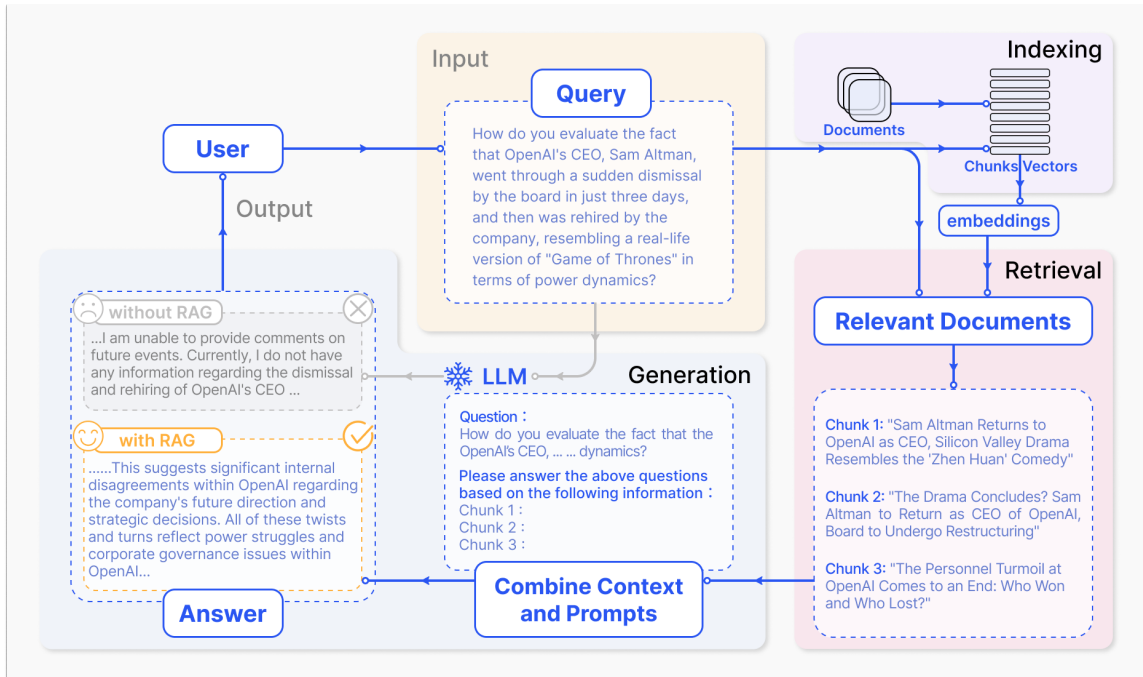 Input
Query
How do you evaluate the fact
that OpenAI's CEO, Sam Altman,
went through a sudden dismissal
by the board in just three days,
and then was rehired by the
company, resembling a real-life
version of "Game of Thrones" in
terms of power dynamics?
Indexing
Documents
Chunks Vectors
embeddings
User
Output
Retrieval
Relevant Documents
Chunk 1: "Sam Altman Returns to
OpenAI as CEO, Silicon Valley Drama
Resembles the 'Zhen Huan' Comedy"
Chunk 2: "The Drama Concludes? Sam
Altman to Return as CEO of OpenAI,
Board to Undergo Restructuring"
Chunk 3: "The Personnel Turmoil at
OpenAI Comes to an End: Who Won
and Who Lost?"
LLM
Generation
Question：
How do you evaluate the fact that the
OpenAI's CEO, ... ... dynamics?
Please answer the above questions
based on the following information：
Chunk 1 :
Chunk 2 :
Chunk 3 :
Combine Context
and Prompts
without RAG
...I am unable to provide comments on
future events. Currently, I do not have
any information regarding the dismissal
and rehiring of OpenAI's CEO ...
with RAG
......This suggests significant internal
disagreements within OpenAI regarding
the company's future direction and
strategic decisions. All of these twists
and turns reflect power struggles and
corporate governance issues within
OpenAI...
Answer